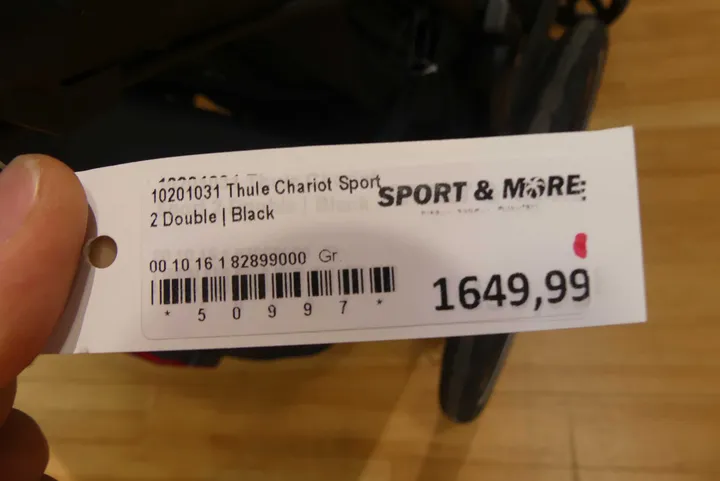 10201031 Thule Chariot Sport
2 Double | Black
SPORT & MORE
00 10 16 1 82899000 Gr
* 5 0 9 9 7 *
1649,99